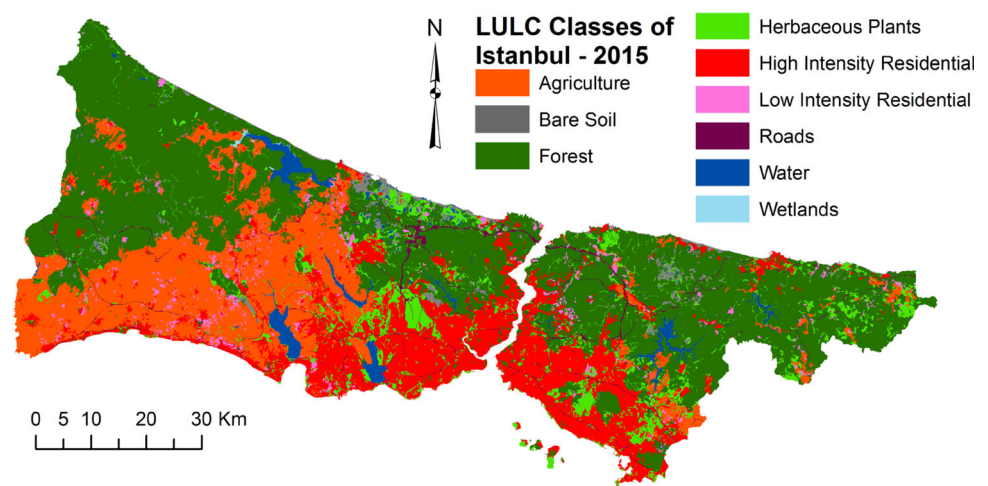 N
LULC Classes of
Istanbul - 2015
Agriculture
Bare Soil
Forest
Herbaceous Plants
High Intensity Residential
Low Intensity Residential
Roads
Water
Wetlands
0 5 10 20 30 Km